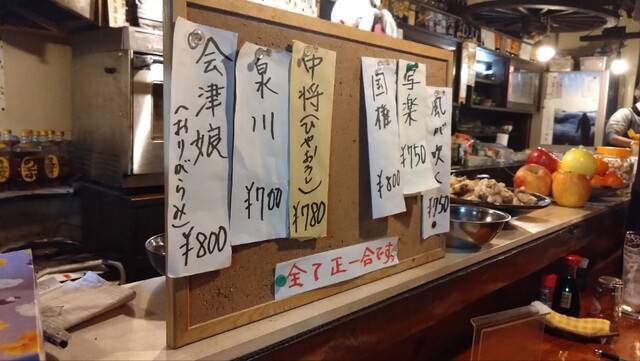 会津娘
(おりがらみ)
¥800
泉川
¥700
中将(ひやおろし)
¥780
国権
¥800
写楽
¥750
風が吹く
¥750
全て正一合です。